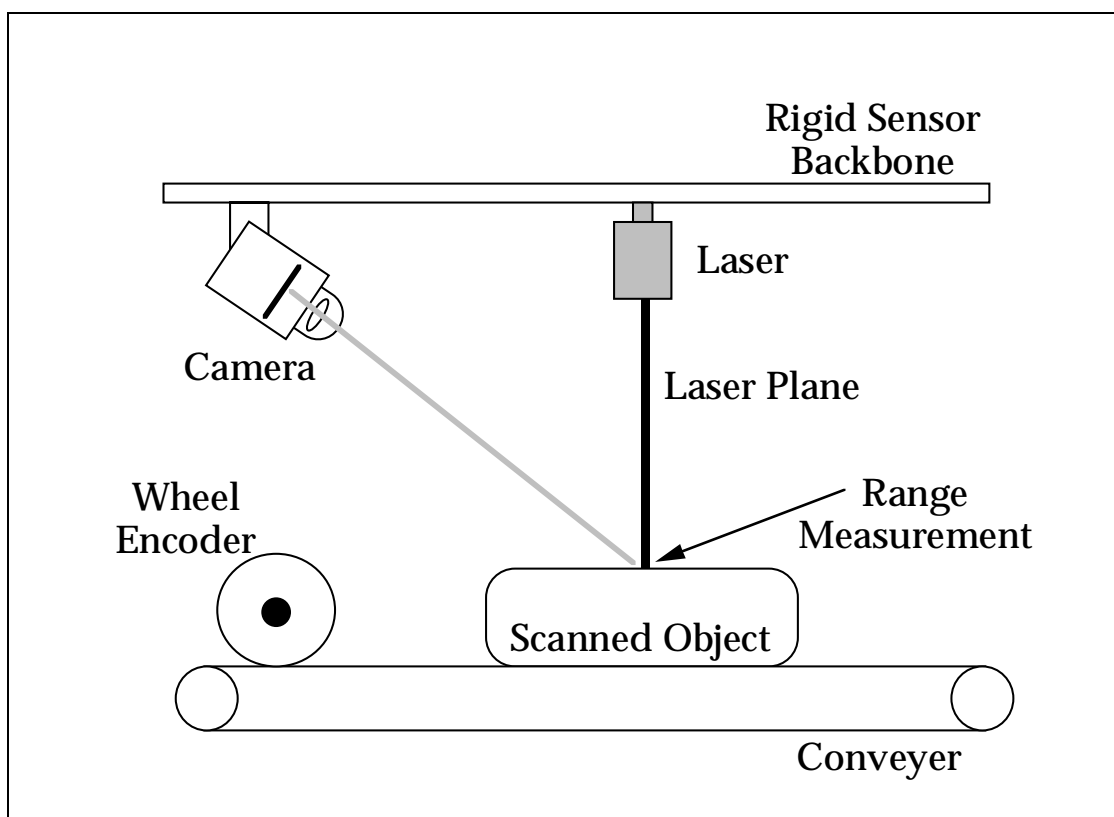 Rigid Sensor
Backbone
Laser
Camera
Laser Plane
Wheel
Encoder
Range
Measurement
Scanned Object
Conveyer